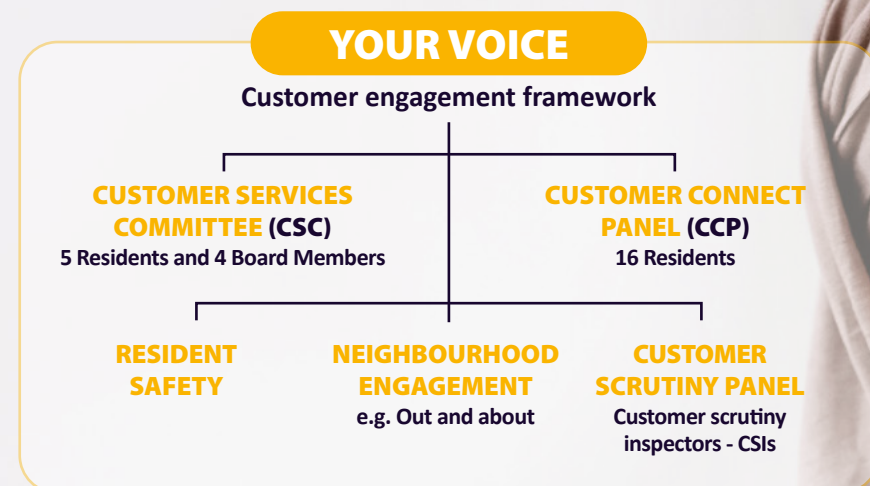 YOUR VOICE
Customer engagement framework
CUSTOMER SERVICES
COMMITTEE (CSC)
5 Residents and 4 Board Members
CUSTOMER CONNECT
PANEL (CCP)
16 Residents
RESIDENT
SAFETY
NEIGHBOURHOOD
ENGAGEMENT
e.g. Out and about
CUSTOMER
SCRUTINY PANEL
Customer scrutiny
inspectors - CSIs